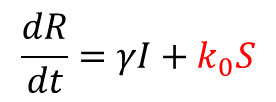 dR/dt = γI + k₀S